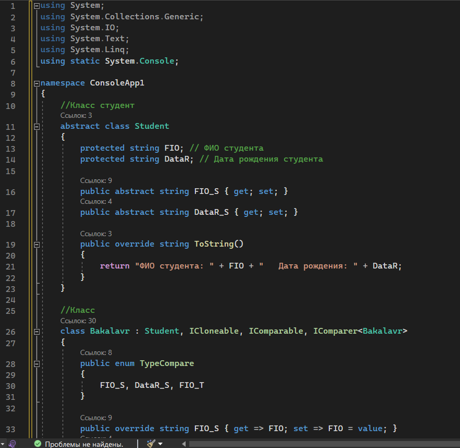 1 using System;
2 using System.Collections.Generic;
3 using System.IO;
4 using System.Text;
5 using System.Linq;
6 using static System.Console;
7
8 namespace ConsoleApp1
9 {
10 //Класс студент
Ссылок: 3
11 abstract class Student
12 {
13 protected string FIO; // ФИО студента
14 protected string DataR; // Дата рождения студента
15
Ссылок: 9
16 public abstract string FIO_S { get; set; }
Ссылок: 4
17 public abstract string DataR_S { get; set; }
18
Ссылок: 3
19 public override string ToString()
20 {
21 return "ФИО студента: " + FIO + "   Дата рождения: " + DataR;
22 }
23 }
24
25 //Класс
Ссылок: 30
26 class Bakalavr : Student, ICloneable, IComparable, IComparer<Bakalavr>
27 {
Ссылок: 8
28 public enum TypeCompare
29 {
30 FIO_S, DataR_S, FIO_T
31 }
32
Ссылок: 9
33 public override string FIO_S { get => FIO; set => FIO = value; }
Проблемы не найдены.